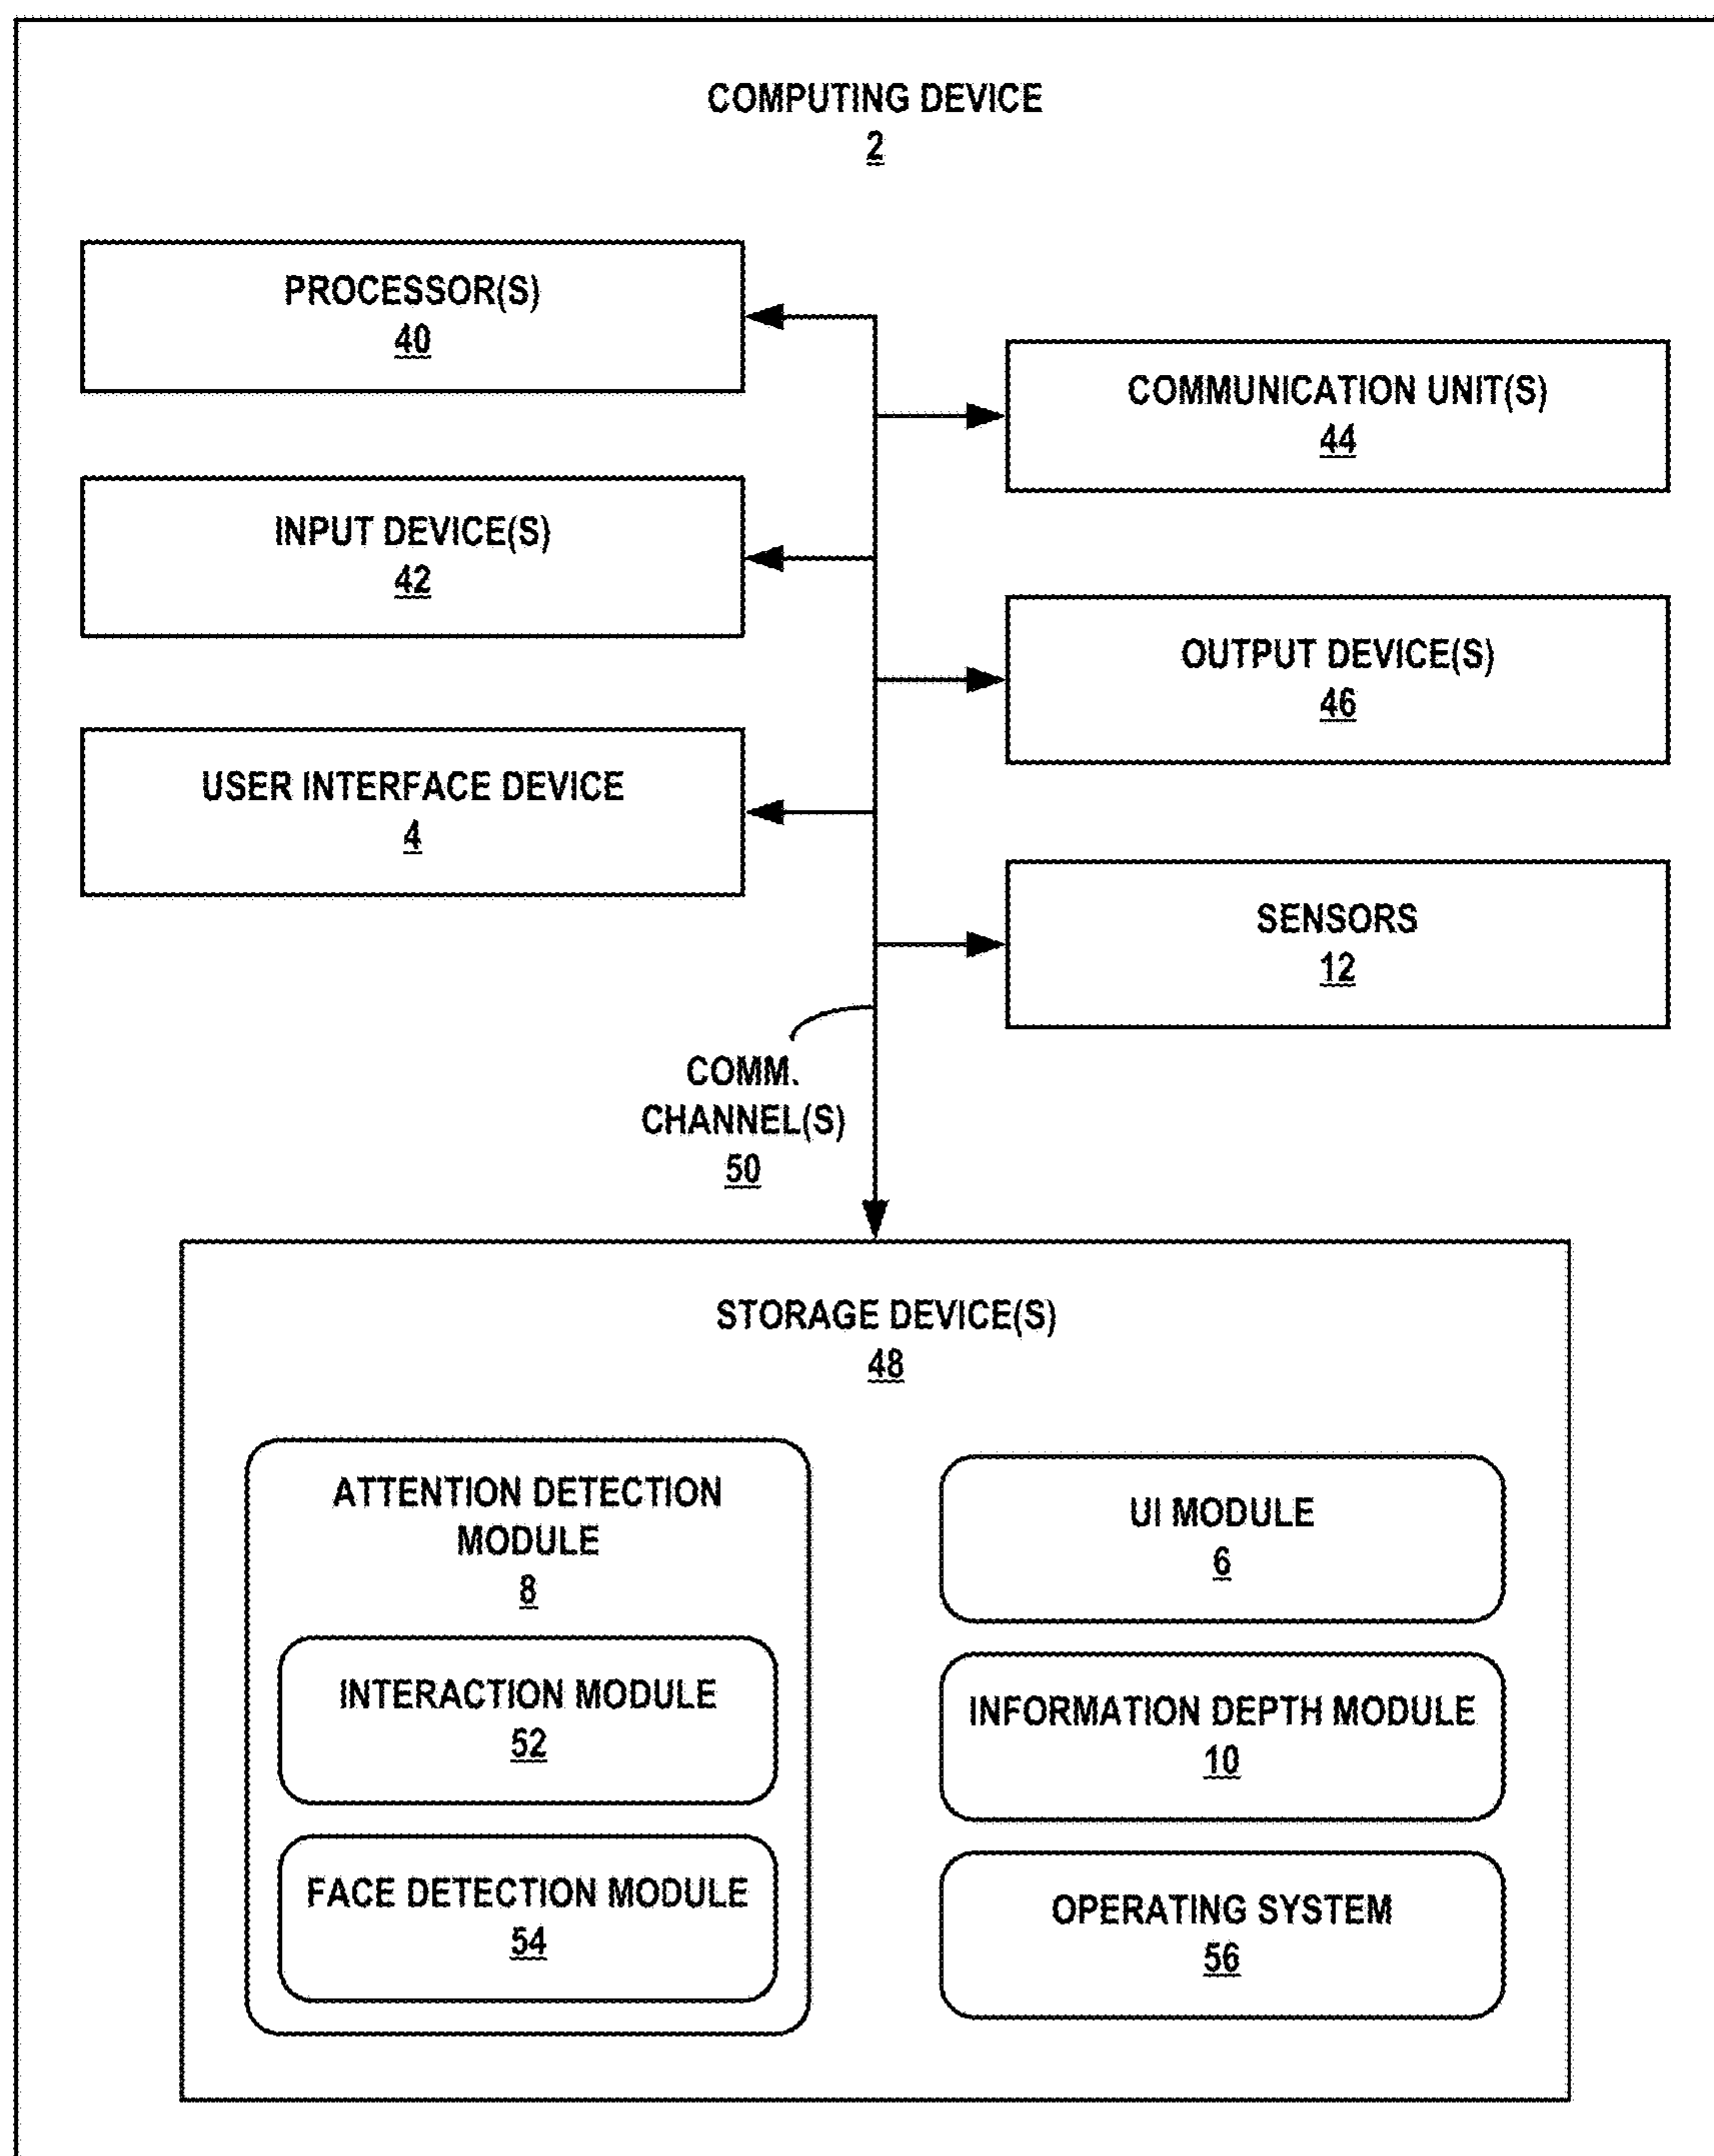 COMPUTING DEVICE
2
PROCESSOR(S)
40
COMMUNICATION UNIT(S)
44
INPUT DEVICE(S)
42
OUTPUT DEVICE(S)
46
USER INTERFACE DEVICE
4
SENSORS
12
COMM.
CHANNEL(S)
50
STORAGE DEVICE(S)
48
ATTENTION DETECTION
MODULE
8
INTERACTION MODULE
52
FACE DETECTION MODULE
54
UI MODULE
6
INFORMATION DEPTH MODULE
10
OPERATING SYSTEM
56